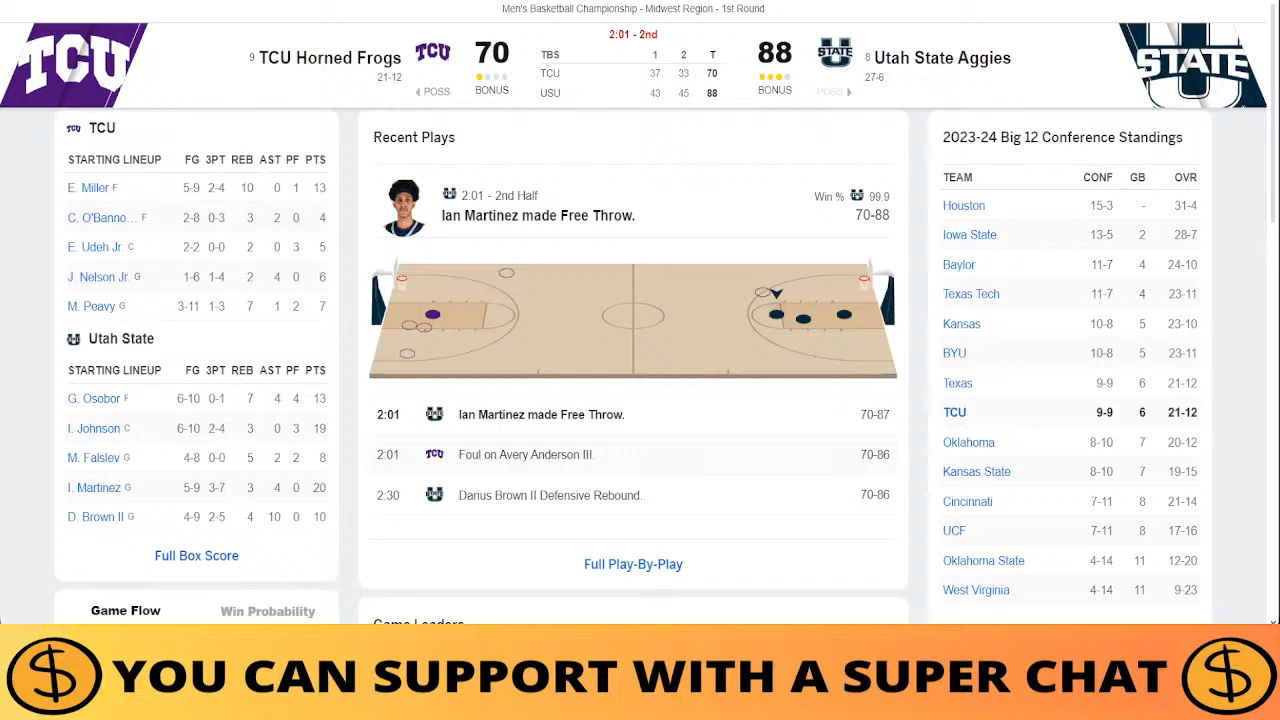 Men's Basketball Championship - Midwest Region - 1st Round
TCU
9 TCU Horned Frogs
21-12
TCU
70
POSS
BONUS
2:01 - 2nd
TBS 1 2 T
TCU 37 33 70
USU 43 45 88
88
BONUS
STATE
8 Utah State Aggies
27-6
POSS
STATE
TCU TCU
STARTING LINEUP FG 3PT REB AST PF PTS
E. Miller F 5-9 2-4 10 0 1 13
C. O'Banno... F 2-8 0-3 3 2 0 4
E. Udeh Jr. C 2-2 0-0 2 0 3 5
J. Nelson Jr. G 1-6 1-4 2 4 0 6
M. Peavy G 3-11 1-3 7 1 2 7
Utah State
STARTING LINEUP FG 3PT REB AST PF PTS
G. Osobor F 6-10 0-1 7 4 4 13
I. Johnson C 6-10 2-4 3 0 3 19
M. Falslev G 4-8 0-0 5 2 2 8
I. Martinez G 5-9 3-7 3 4 0 20
D. Brown II G 4-9 2-5 4 10 0 10
Full Box Score
Game Flow Win Probability
Recent Plays
2:01 - 2nd Half
Win % 99.9
Ian Martinez made Free Throw.
70-88
2:01 Ian Martinez made Free Throw. 70-87
2:01 TCU Foul on Avery Anderson III. 70-86
2:30 Darius Brown II Defensive Rebound. 70-86
Full Play-By-Play
Game Leaders
2023-24 Big 12 Conference Standings
TEAM CONF GB OVR
Houston 15-3 - 31-4
Iowa State 13-5 2 28-7
Baylor 11-7 4 24-10
Texas Tech 11-7 4 23-11
Kansas 10-8 5 23-10
BYU 10-8 5 23-11
Texas 9-9 6 21-12
TCU 9-9 6 21-12
Oklahoma 8-10 7 20-12
Kansas State 8-10 7 19-15
Cincinnati 7-11 8 21-14
UCF 7-11 8 17-16
Oklahoma State 4-14 11 12-20
West Virginia 4-14 11 9-23
$ YOU CAN SUPPORT WITH A SUPER CHAT $